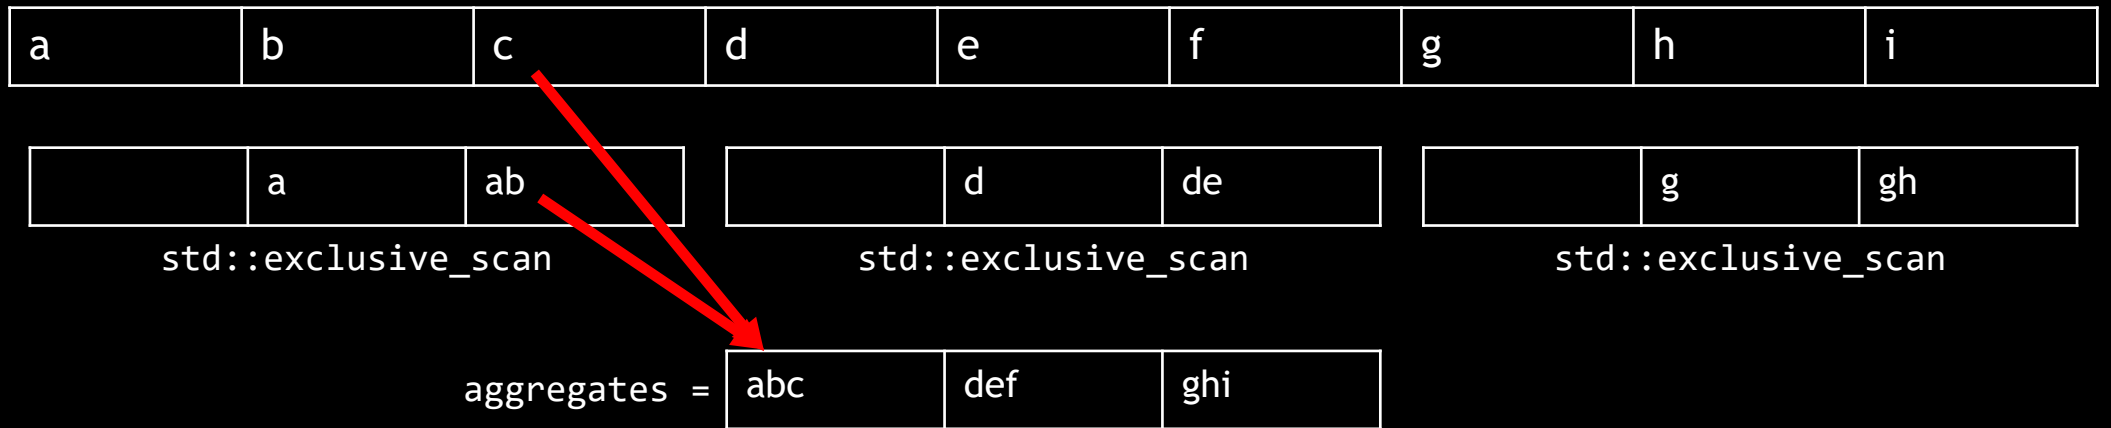 a b c d e f g h i
a ab d de g gh
std::exclusive_scan std::exclusive_scan std::exclusive_scan
aggregates = abc def ghi